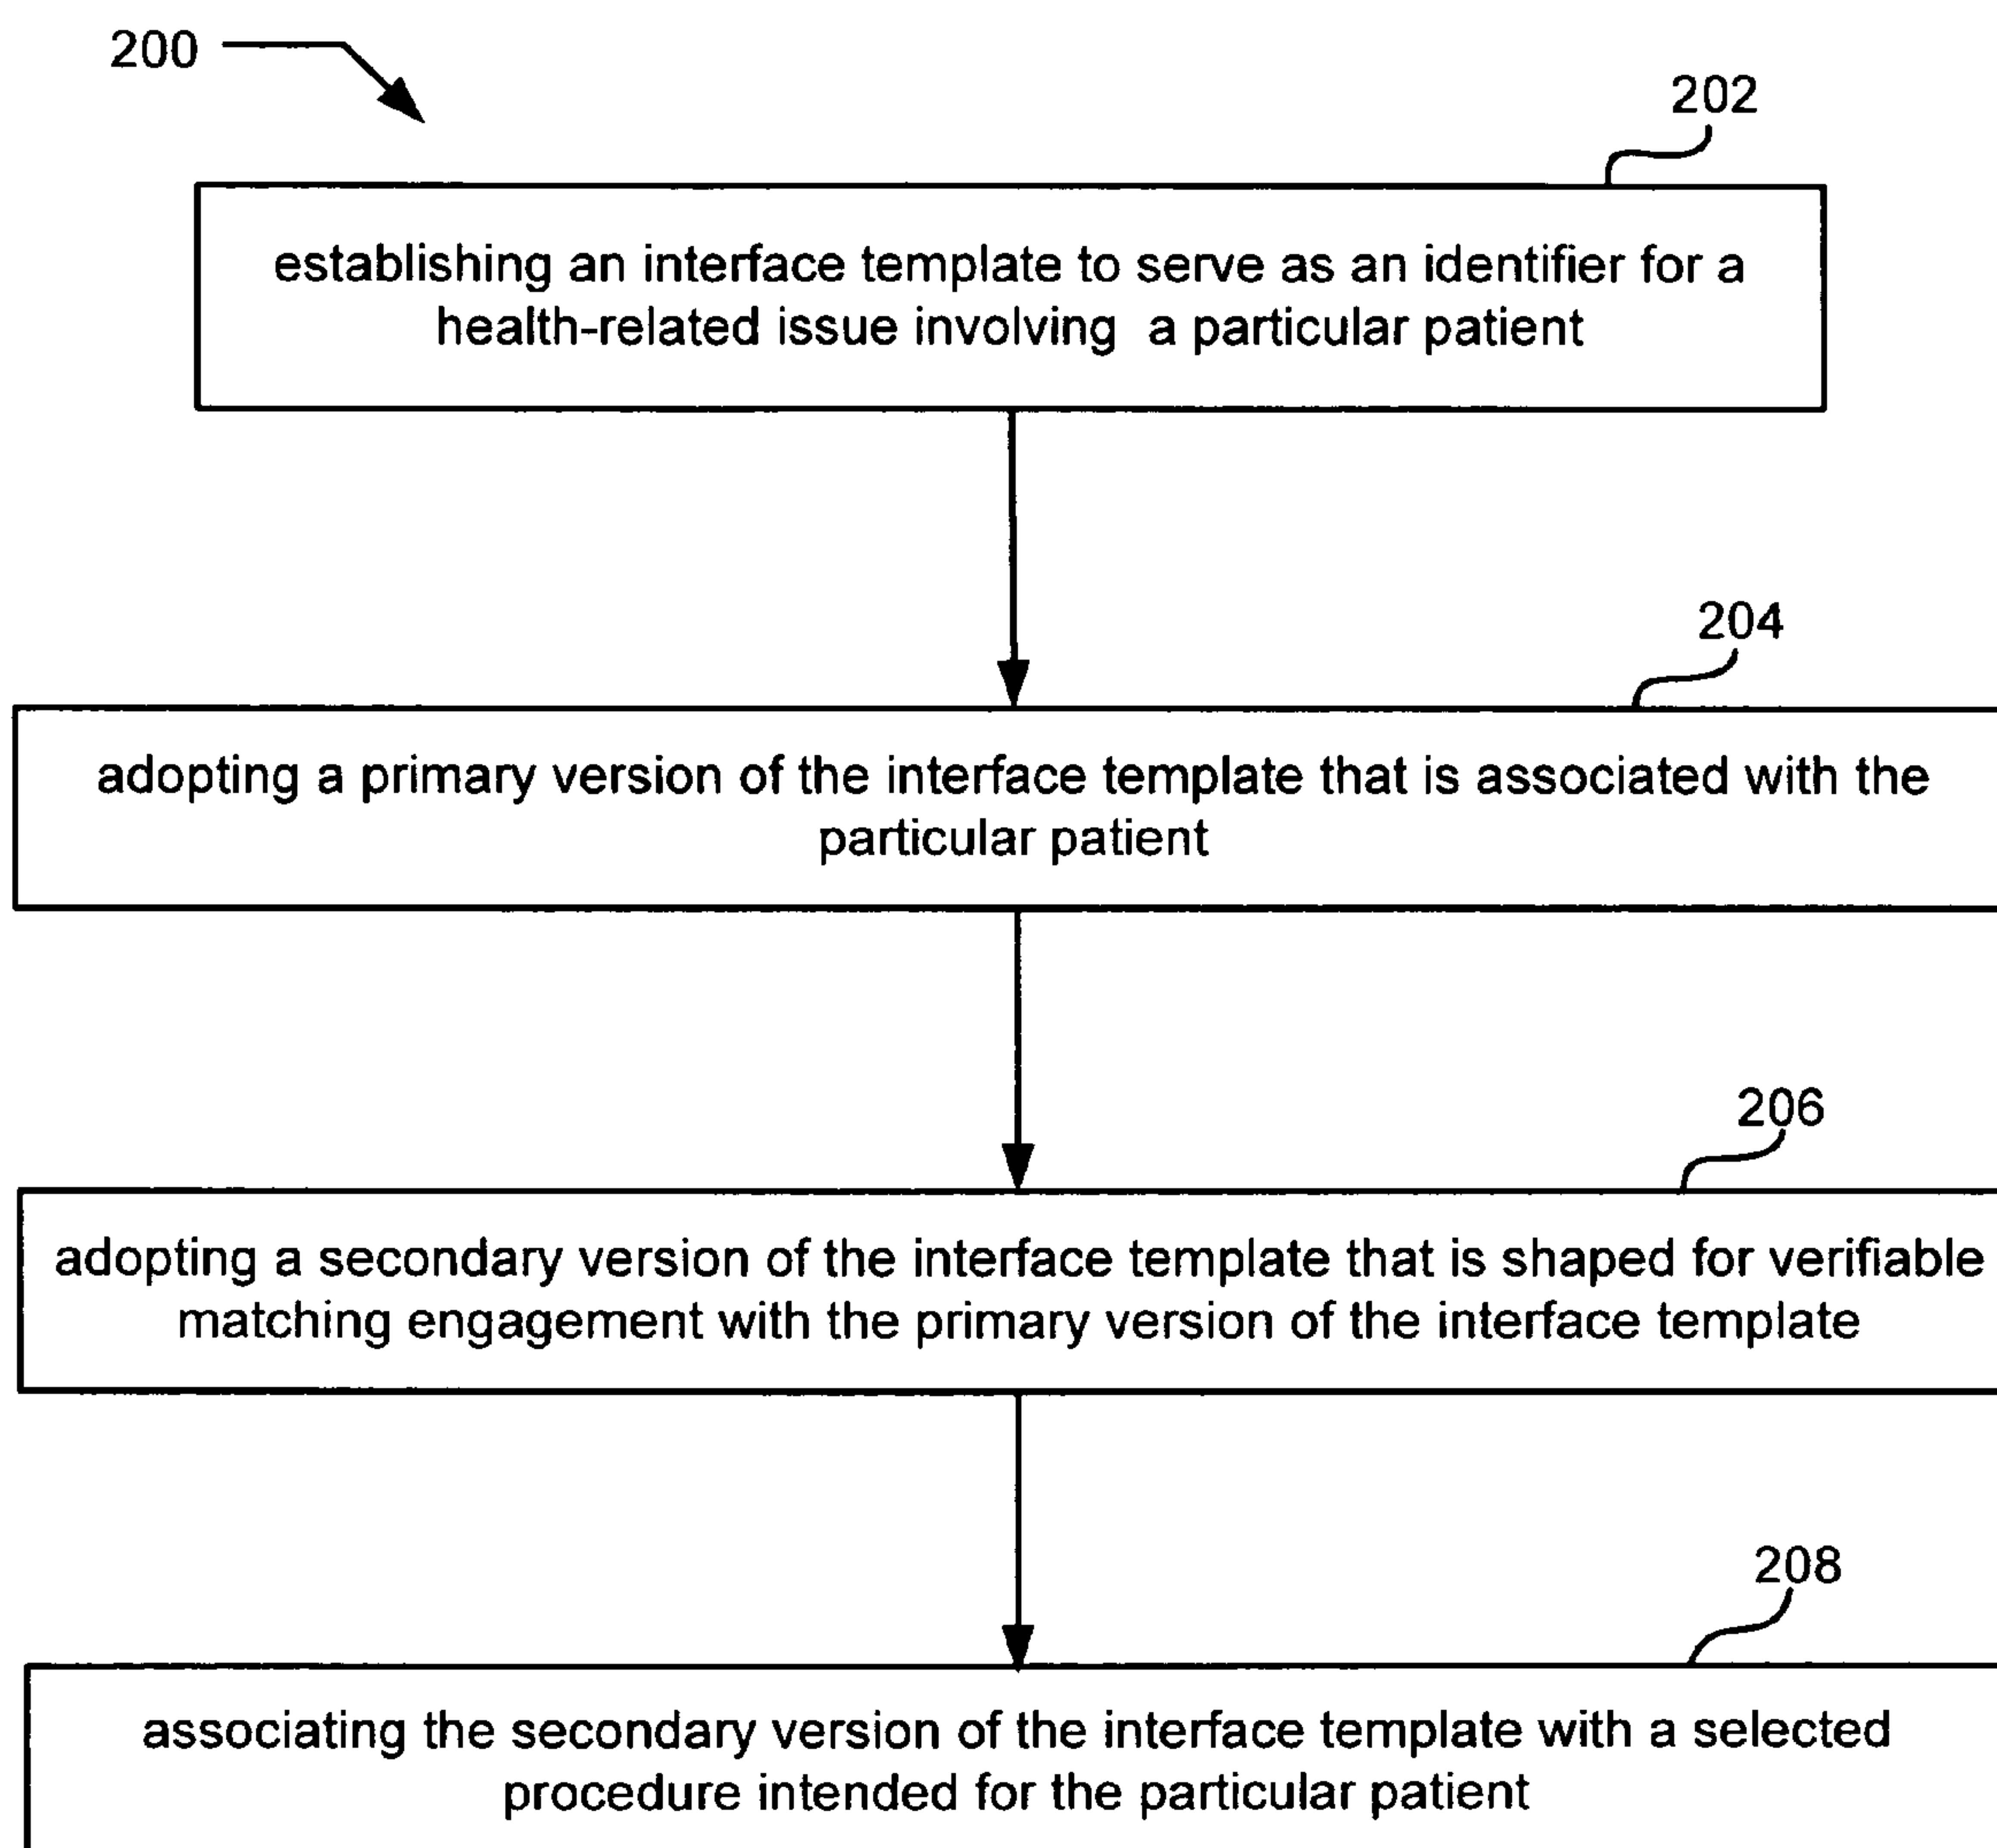 200
202
establishing an interface template to serve as an identifier for a
health-related issue involving a particular patient
204
adopting a primary version of the interface template that is associated with the
particular patient
206
adopting a secondary version of the interface template that is shaped for verifiable
matching engagement with the primary version of the interface template
208
associating the secondary version of the interface template with a selected
procedure intended for the particular patient